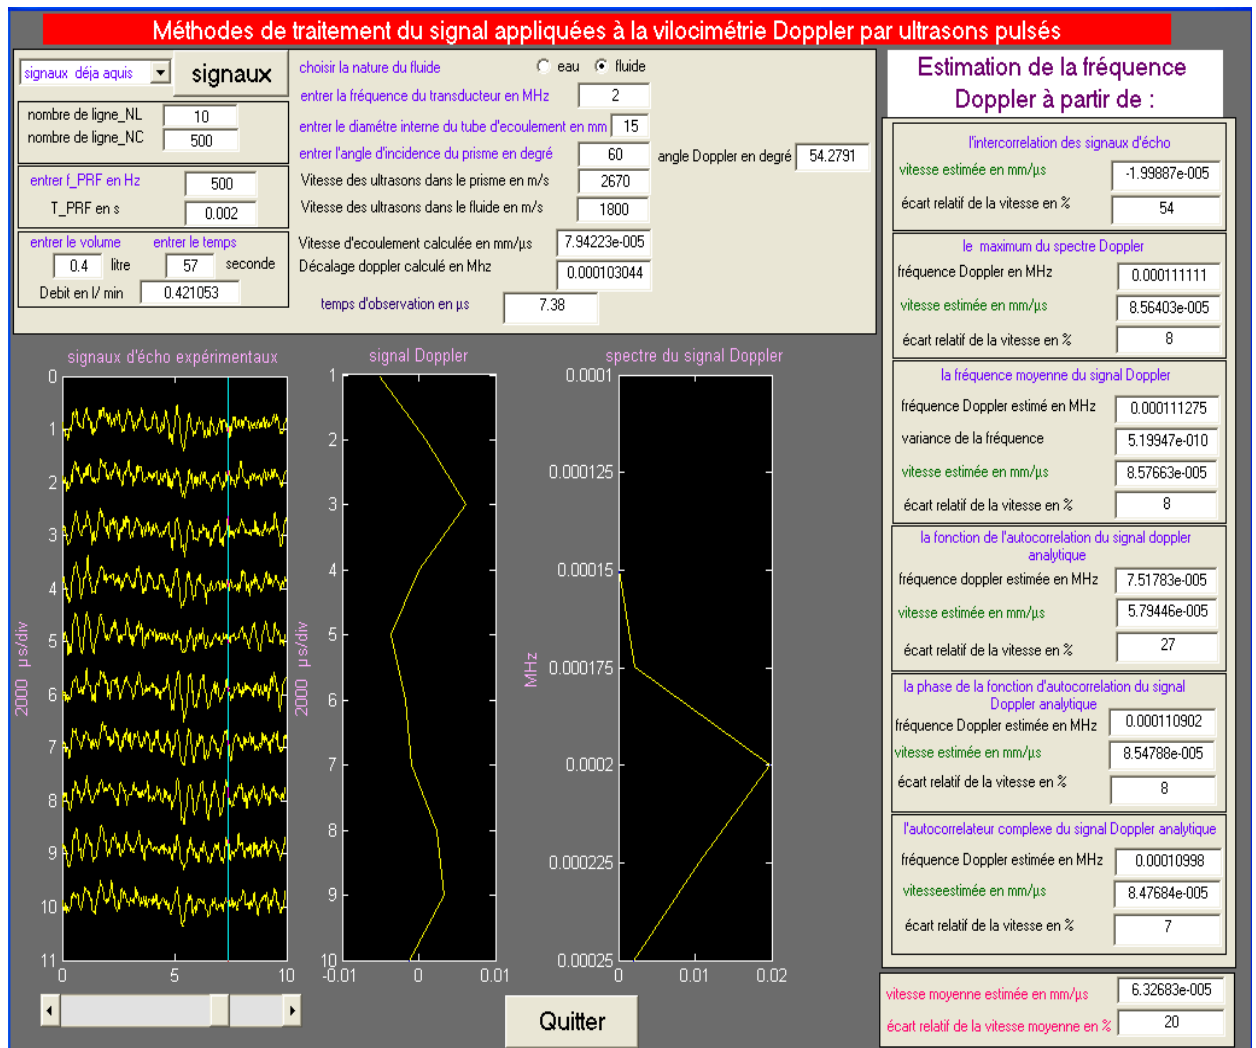 Méthodes de traitement du signal appliquées à la vilocimétrie Doppler par ultrasons pulsés
signaux déja aquis
signaux
nombre de ligne_NL 10
nombre de ligne_NC 500
entrer f_PRF en Hz 500
T_PRF en s 0.002
entrer le volume entrer le temps
0.4 litre 57 seconde
Debit en l/ min 0.421053
choisir la nature du fluide eau fluide
entrer la fréquence du transducteur en MHz 2
entrer le diamétre interne du tube d'ecoulement en mm 15
entrer l'angle d'incidence du prisme en degré 60 angle Doppler en degré 54.2791
Vitesse des ultrasons dans le prisme en m/s 2670
Vitesse des ultrasons dans le fluide en m/s 1800
Vitesse d'ecoulement calculée en mm/µs 7.94223e-005
Décalage doppler calculé en Mhz 0.000103044
temps d'observation en µs 7.38
signaux d'écho expérimentaux
0
1
2
3
4
5
6
7
8
9
10
11
0 5 10
2000 µs/div
signal Doppler
1
2
3
4
5
6
7
8
9
10
-0.01 0 0.01
2000 µs/div
spectre du signal Doppler
0.0001
0.000125
0.00015
0.000175
0.0002
0.000225
0.00025
0 0.01 0.02
MHz
Quitter
Estimation de la fréquence
Doppler à partir de :
l'intercorrelation des signaux d'écho
vitesse estimée en mm/µs -1.99887e-005
écart relatif de la vitesse en % 54
le maximum du spectre Doppler
fréquence Doppler en MHz 0.000111111
vitesse estimée en mm/µs 8.56403e-005
écart relatif de la vitesse en % 8
la fréquence moyenne du signal Doppler
fréquence Doppler estimé en MHz 0.000111275
variance de la fréquence 5.19947e-010
vitesse estimée en mm/µs 8.57663e-005
écart relatif de la vitesse en % 8
la fonction de l'autocorrelation du signal doppler
analytique
fréquence doppler estimée en MHz 7.51783e-005
vitesse estimée en mm/µs 5.79446e-005
écart relatif de la vitesse en % 27
la phase de la fonction d'autocorrelation du signal
Doppler analytique
fréquence Doppler estimée en MHz 0.000110902
vitesse estimée en mm/µs 8.54788e-005
écart relatif de la vitesse en % 8
l'autocorrelateur complexe du signal Doppler analytique
fréquence Doppler estimée en MHz 0.00010998
vitesseestimée en mm/µs 8.47684e-005
écart relatif de la vitesse en % 7
vitesse moyenne estimée en mm/µs 6.32683e-005
écart relatif de la vitesse moyenne en % 20